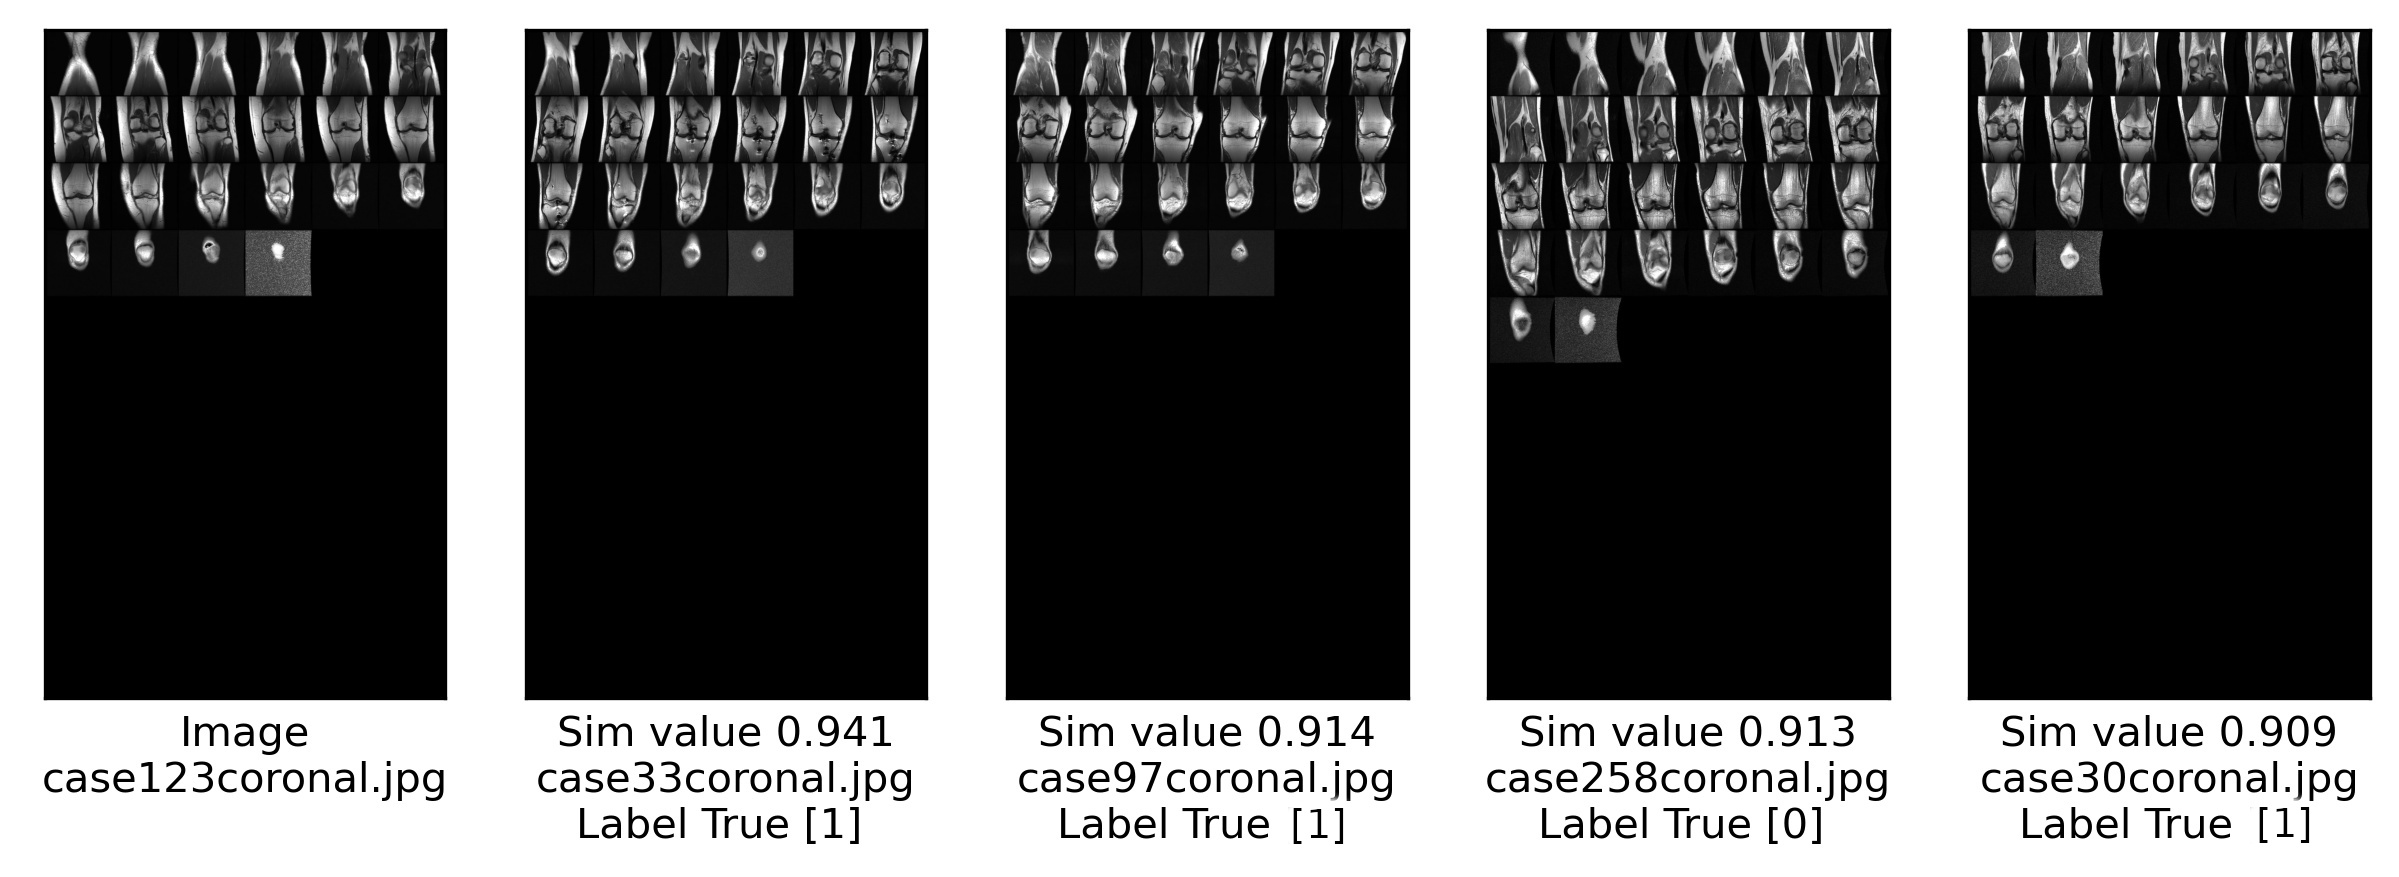 Image
case123coronal.jpg
Sim value 0.941
case33coronal.jpg
Label True [1]
Sim value 0.914
case97coronal.jpg
Label True [1]
Sim value 0.913
case258coronal.jpg
Label True [0]
Sim value 0.909
case30coronal.jpg
Label True [1]